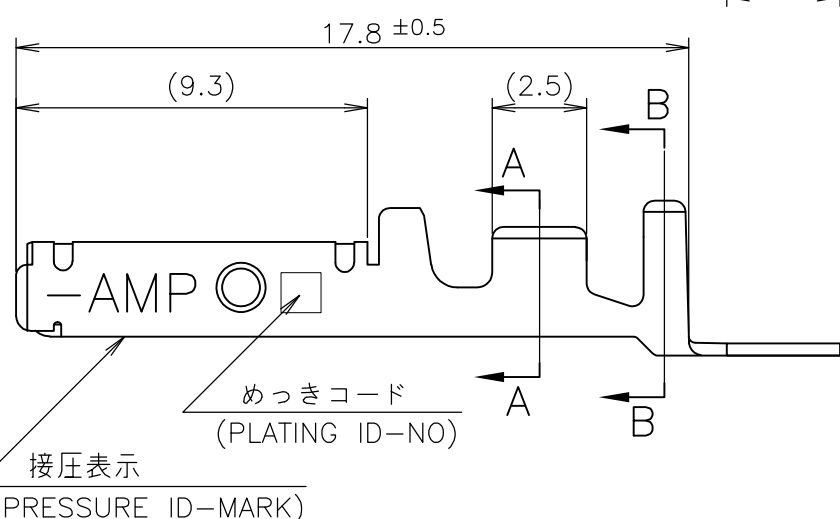 17.8 ±0.5
(9.3)
(2.5)
B
A
-AMP
A
B
めっきコード
(PLATING ID-NO)
接圧表示
PRESSURE ID-MARK)